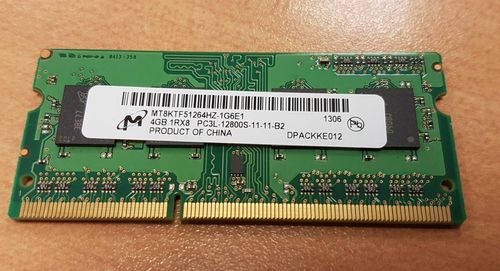 MT8KTF51264HZ-1G6E1
4GB 1RX8 PC3L-12800S-11-11-B2
PRODUCT OF CHINA
1306
DPACKKE012